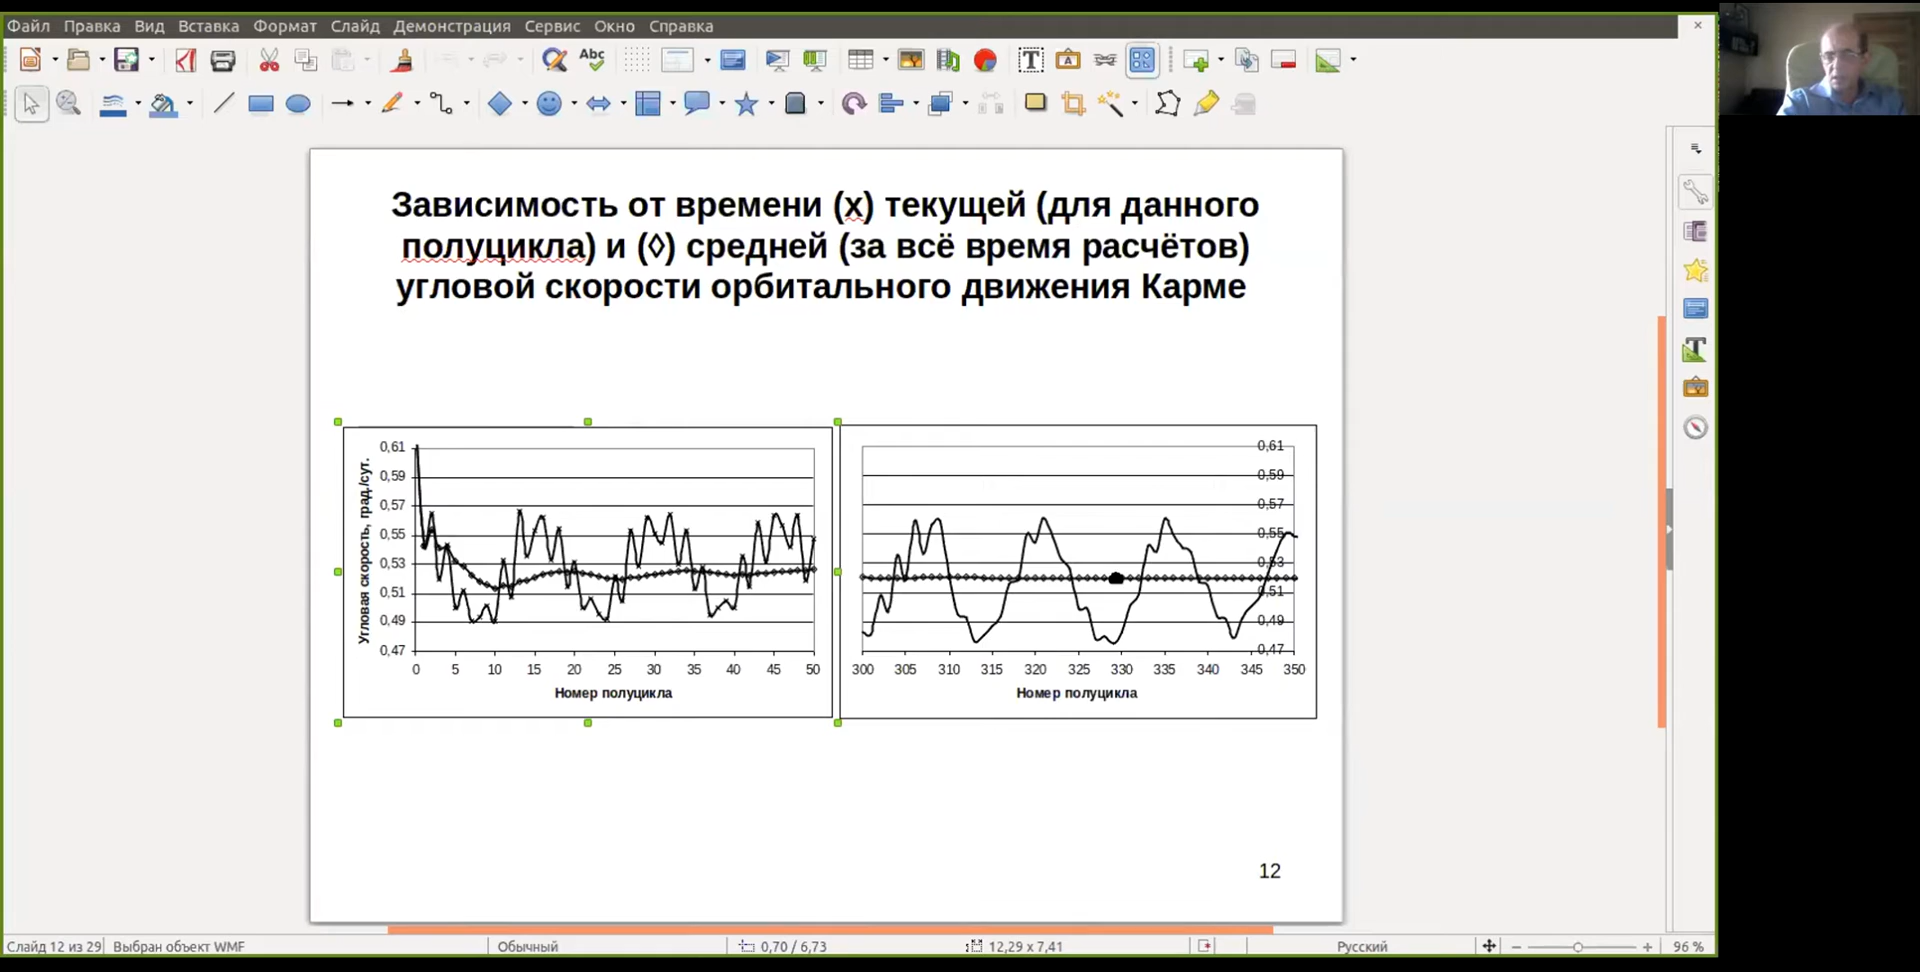 Файл Правка Вид Вставка Формат Слайд Демонстрация Сервис Окно Справка
Abc
Зависимость от времени (x) текущей (для данного
полуцикла) и (◊) средней (за всё время расчётов)
угловой скорости орбитального движения Карме
Угловая скорость, град./сут.
0,61
0,59
0,57
0,55
0,53
0,51
0,49
0,47
0 5 10 15 20 25 30 35 40 45 50
Номер полуцикла
0,61
0,59
0,57
0,55
0,53
0,51
0,49
0,47
300 305 310 315 320 325 330 335 340 345 350
Номер полуцикла
12
Слайд 12 из 29 Выбран объект WMF Обычный 0,70 / 6,73 12,29 x 7,41 Русский 96 %